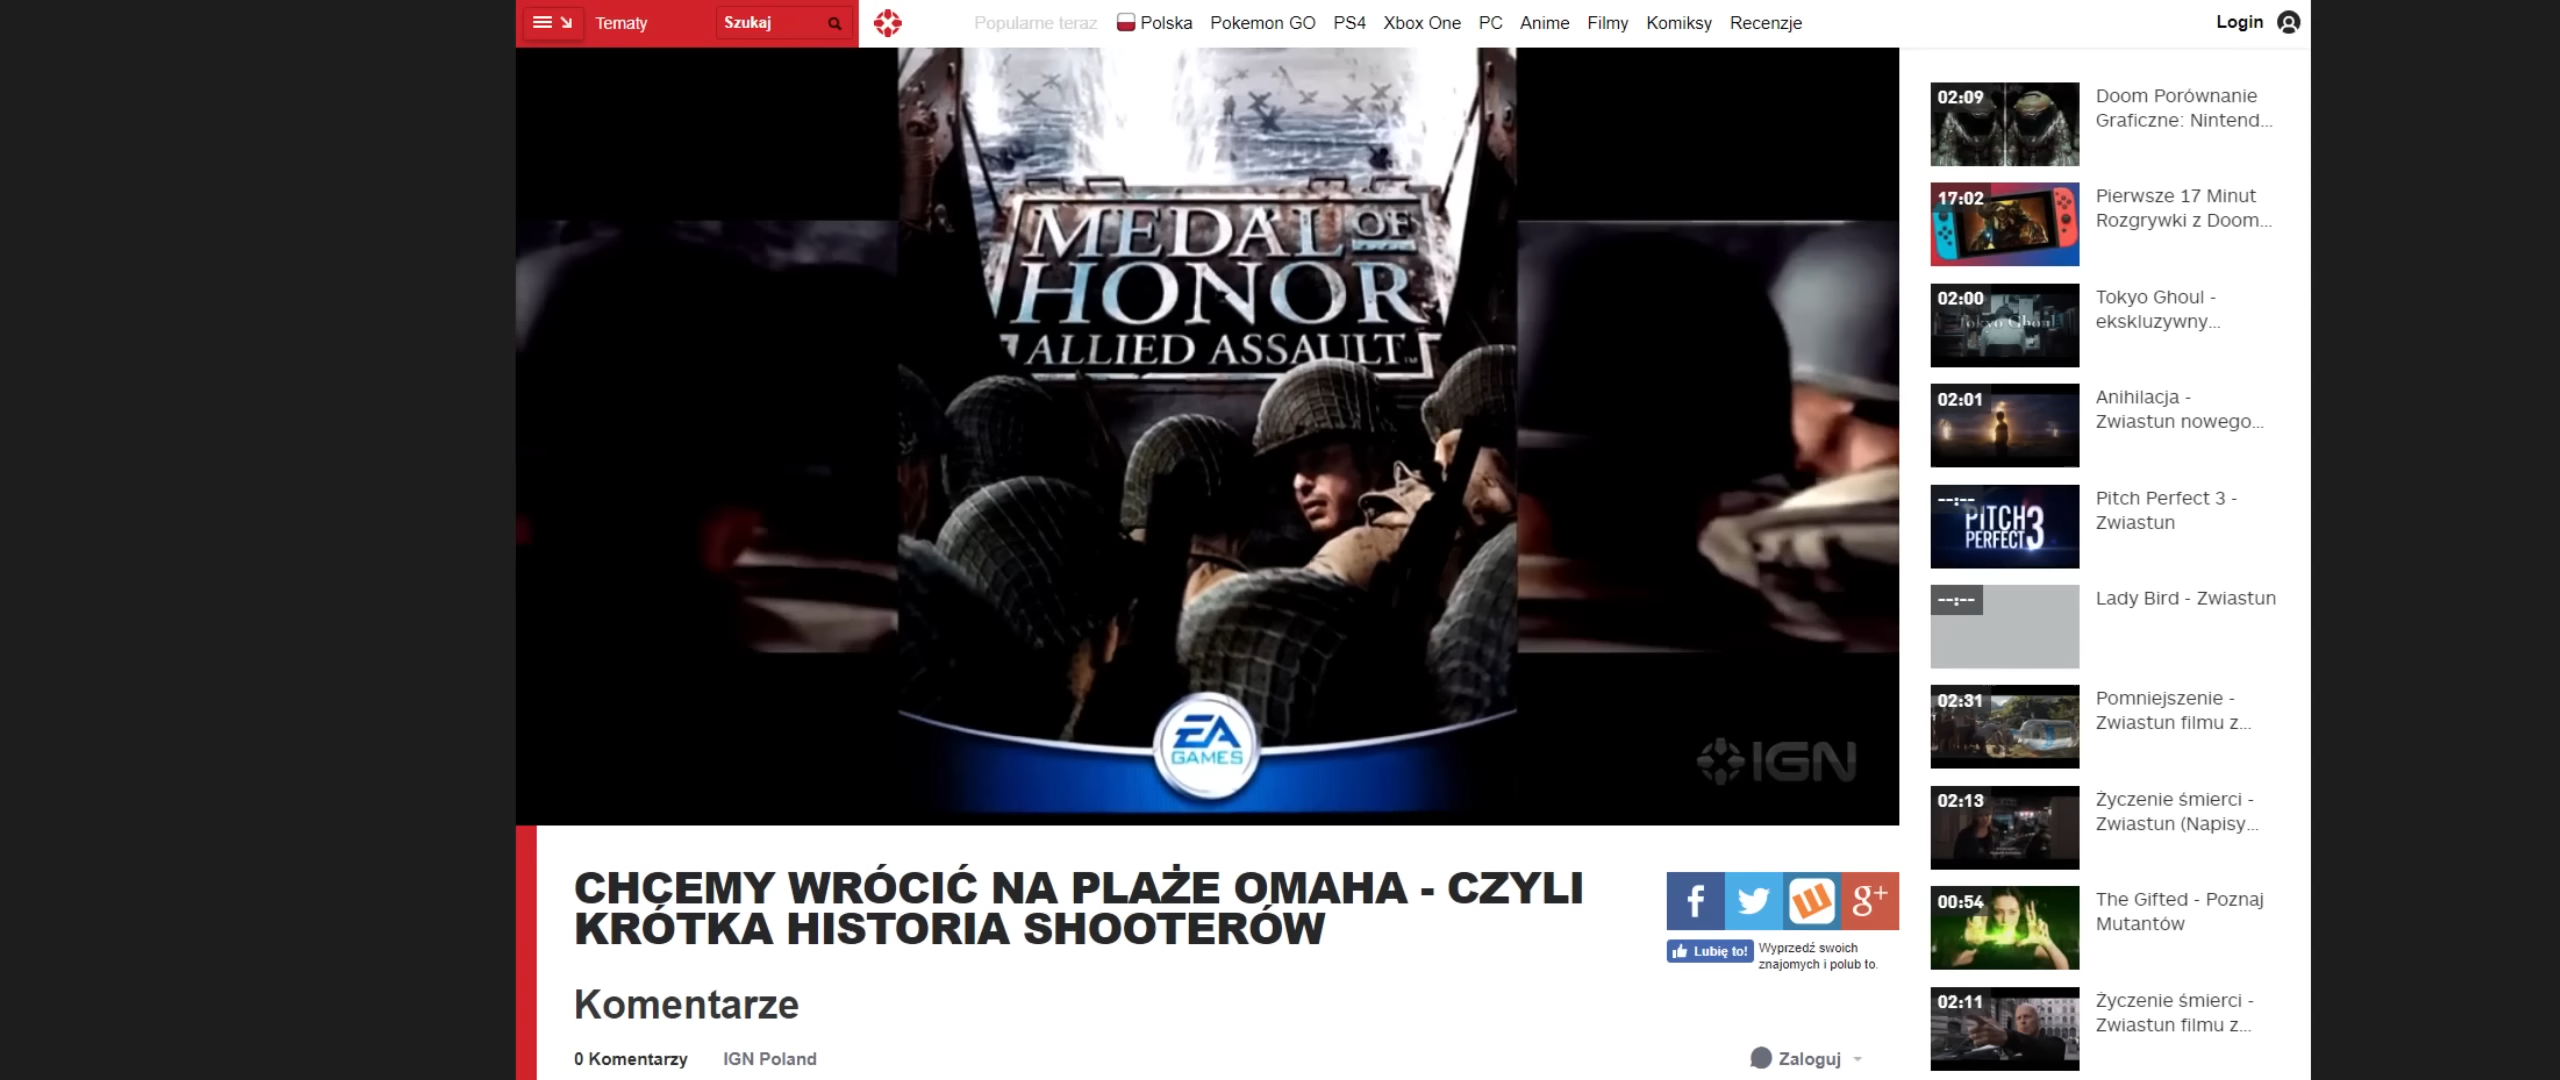 Tematy
Szukaj
Popularne teraz
Polska
Pokemon GO
PS4
Xbox One
PC
Anime
Filmy
Komiksy
Recenzje
Login
MEDAL OF
HONOR
ALLIED ASSAULT™
EA
GAMES
IGN
CHCEMY WRÓCIĆ NA PLAŻE OMAHA - CZYLI
KRÓTKA HISTORIA SHOOTERÓW
f
g+
Lubię to!
Wyprzedź swoich
znajomych i polub to.
Komentarze
0 Komentarzy
IGN Poland
Zaloguj
02:09
Doom Porównanie
Graficzne: Nintend...
17:02
Pierwsze 17 Minut
Rozgrywki z Doom...
02:00
Tokyo Ghoul
Tokyo Ghoul -
ekskluzywny...
02:01
Anihilacja -
Zwiastun nowego...
--:--
PITCH
PERFECT 3
Pitch Perfect 3 -
Zwiastun
--:--
Lady Bird - Zwiastun
02:31
Pomniejszenie -
Zwiastun filmu z...
02:13
Życzenie śmierci -
Zwiastun (Napisy...
00:54
The Gifted - Poznaj
Mutantów
02:11
Życzenie śmierci -
Zwiastun filmu z...